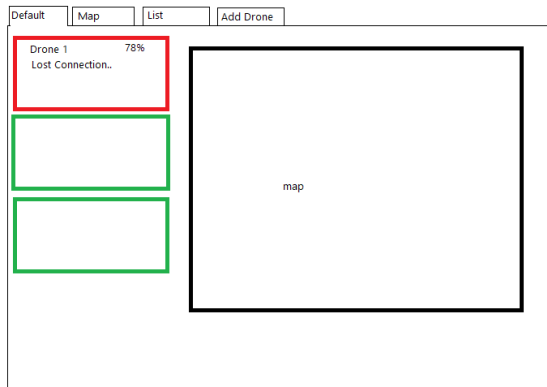 Default Map List Add Drone
Drone 1 78%
Lost Connection..
map